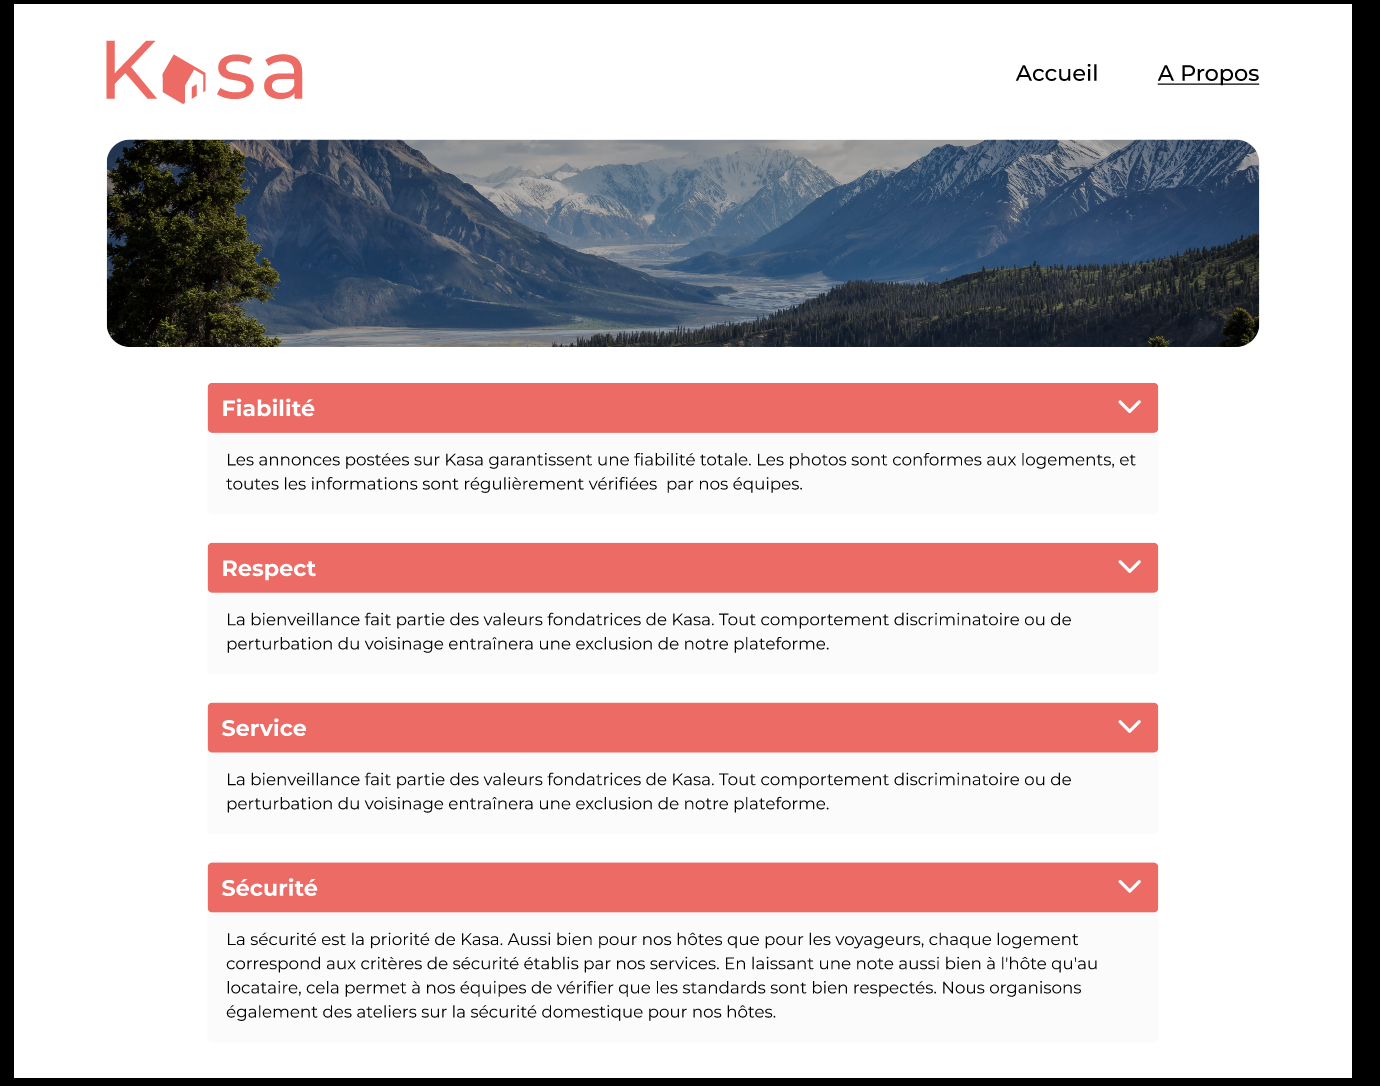 Kasa
Accueil A Propos
Fiabilité
Les annonces postées sur Kasa garantissent une fiabilité totale. Les photos sont conformes aux logements, et
toutes les informations sont régulièrement vérifiées  par nos équipes.
Respect
La bienveillance fait partie des valeurs fondatrices de Kasa. Tout comportement discriminatoire ou de
perturbation du voisinage entraînera une exclusion de notre plateforme.
Service
La bienveillance fait partie des valeurs fondatrices de Kasa. Tout comportement discriminatoire ou de
perturbation du voisinage entraînera une exclusion de notre plateforme.
Sécurité
La sécurité est la priorité de Kasa. Aussi bien pour nos hôtes que pour les voyageurs, chaque logement
correspond aux critères de sécurité établis par nos services. En laissant une note aussi bien à l'hôte qu'au
locataire, cela permet à nos équipes de vérifier que les standards sont bien respectés. Nous organisons
également des ateliers sur la sécurité domestique pour nos hôtes.